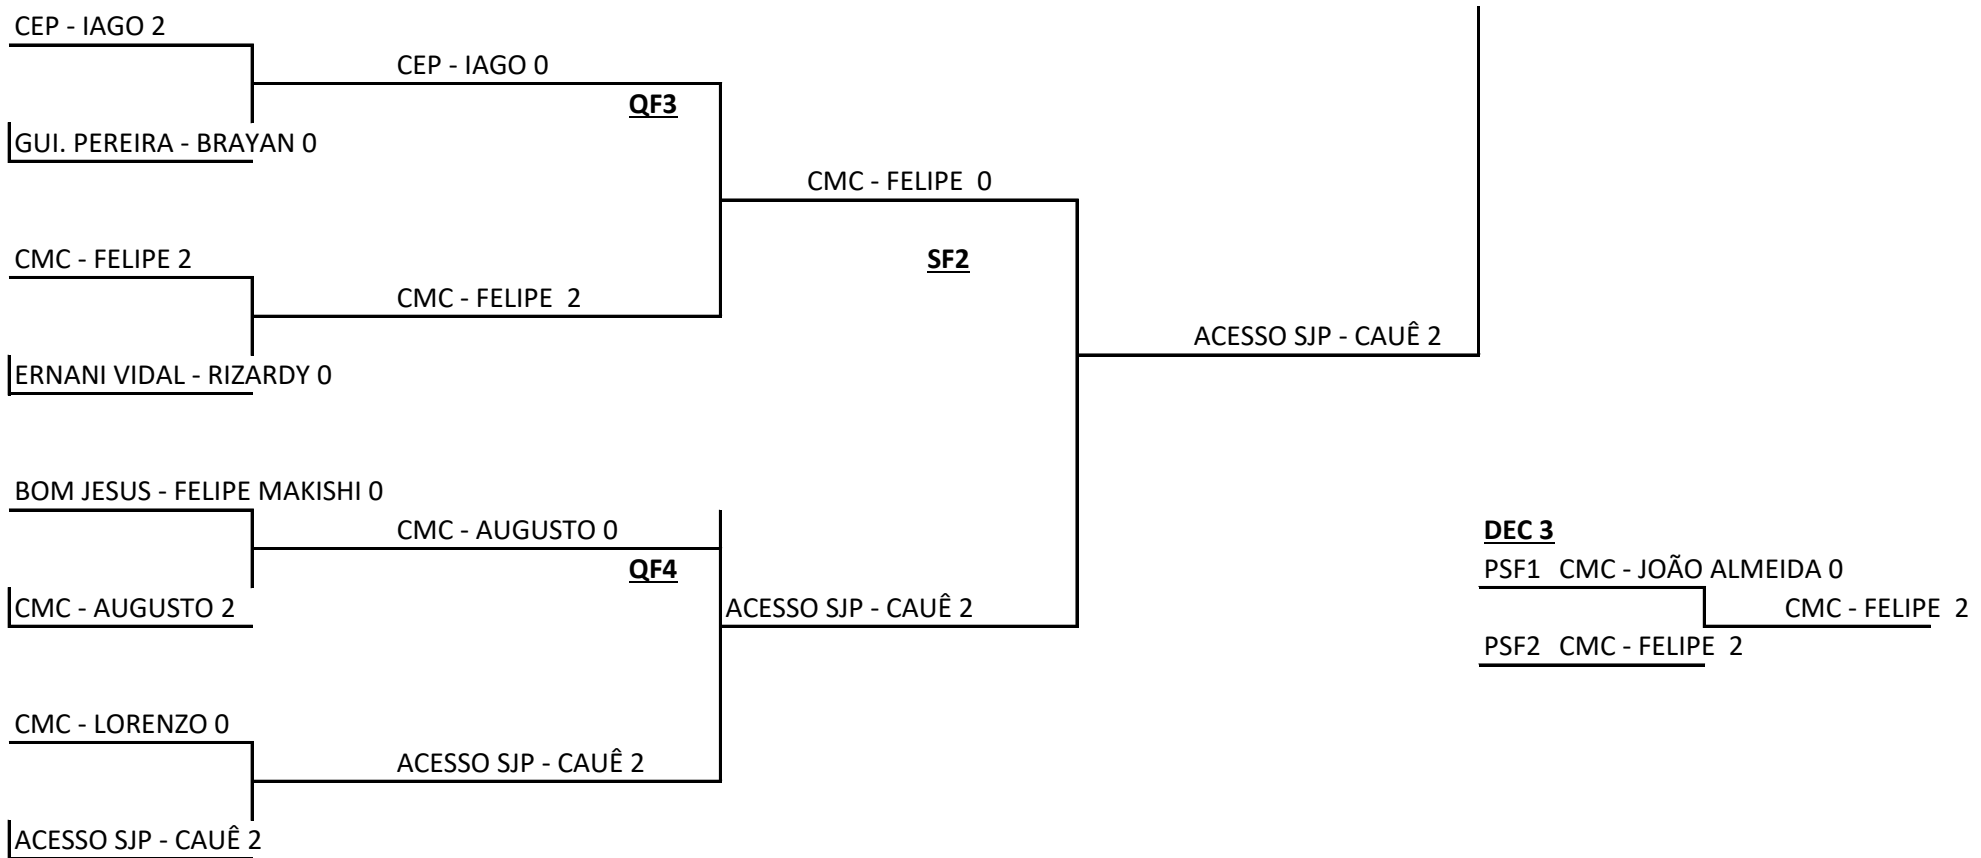 CEP - IAGO 2
CEP - IAGO 0
QF3
GUI. PEREIRA - BRAYAN 0
CMC - FELIPE  0
CMC - FELIPE 2
SF2
CMC - FELIPE  2
ACESSO SJP - CAUÊ 2
ERNANI VIDAL - RIZARDY 0
BOM JESUS - FELIPE MAKISHI 0
CMC - AUGUSTO 0
DEC 3
QF4
PSF1 CMC - JOÃO ALMEIDA 0
CMC - AUGUSTO 2
ACESSO SJP - CAUÊ 2
CMC - FELIPE  2
PSF2 CMC - FELIPE  2
CMC - LORENZO 0
ACESSO SJP - CAUÊ 2
ACESSO SJP - CAUÊ 2